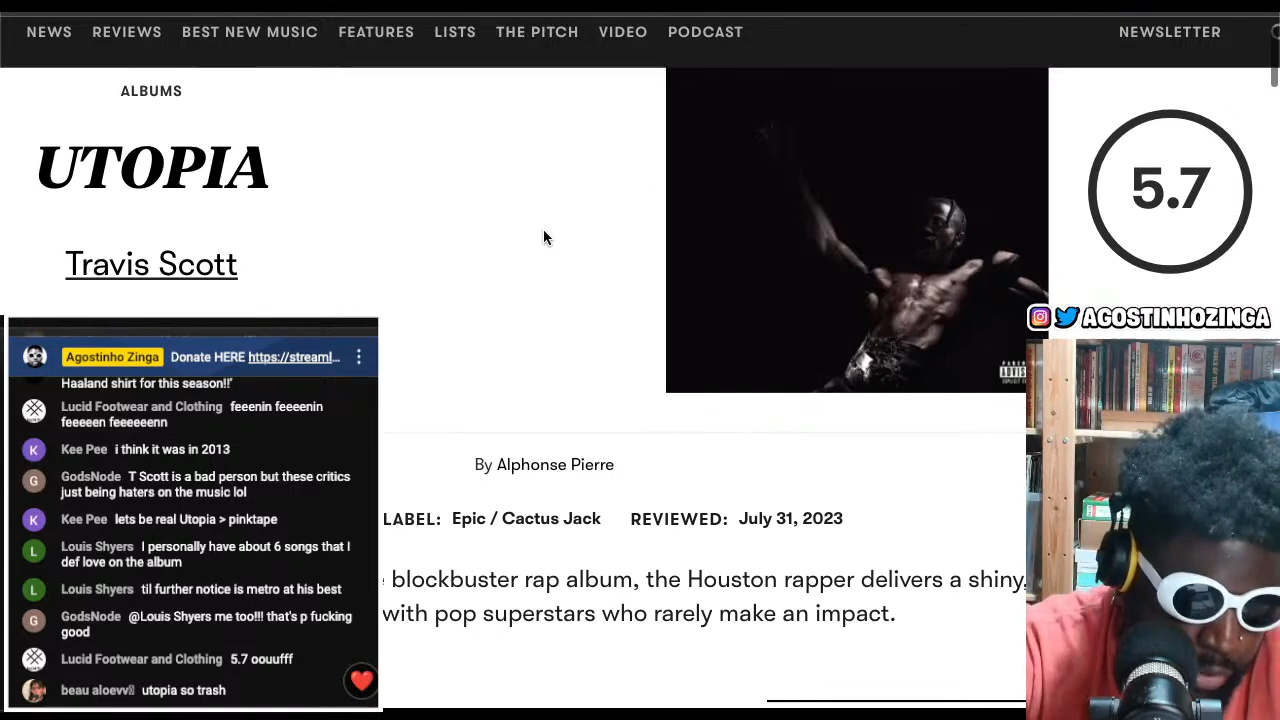 NEWS REVIEWS BEST NEW MUSIC FEATURES LISTS THE PITCH VIDEO PODCAST NEWSLETTER
ALBUMS
UTOPIA
Travis Scott
5.7
AGOSTINHOZINGA
By Alphonse Pierre
LABEL: Epic / Cactus Jack REVIEWED: July 31, 2023
blockbuster rap album, the Houston rapper delivers a shiny,
with pop superstars who rarely make an impact.
Agostinho Zinga Donate HERE https://streaml...
Haaland shirt for this season!!'
Lucid Footwear and Clothing feeenin feeeenin
feeeeen feeeeeenn
K
Kee Pee i think it was in 2013
G
GodsNode T Scott is a bad person but these critics
just being haters on the music lol
K
Kee Pee lets be real Utopia > pinktape
L
Louis Shyers I personally have about 6 songs that I
def love on the album
L
Louis Shyers til further notice is metro at his best
G
GodsNode @Louis Shyers me too!!! that's p fucking
good
Lucid Footwear and Clothing 5.7 oouufff
beau aloevv utopia so trash